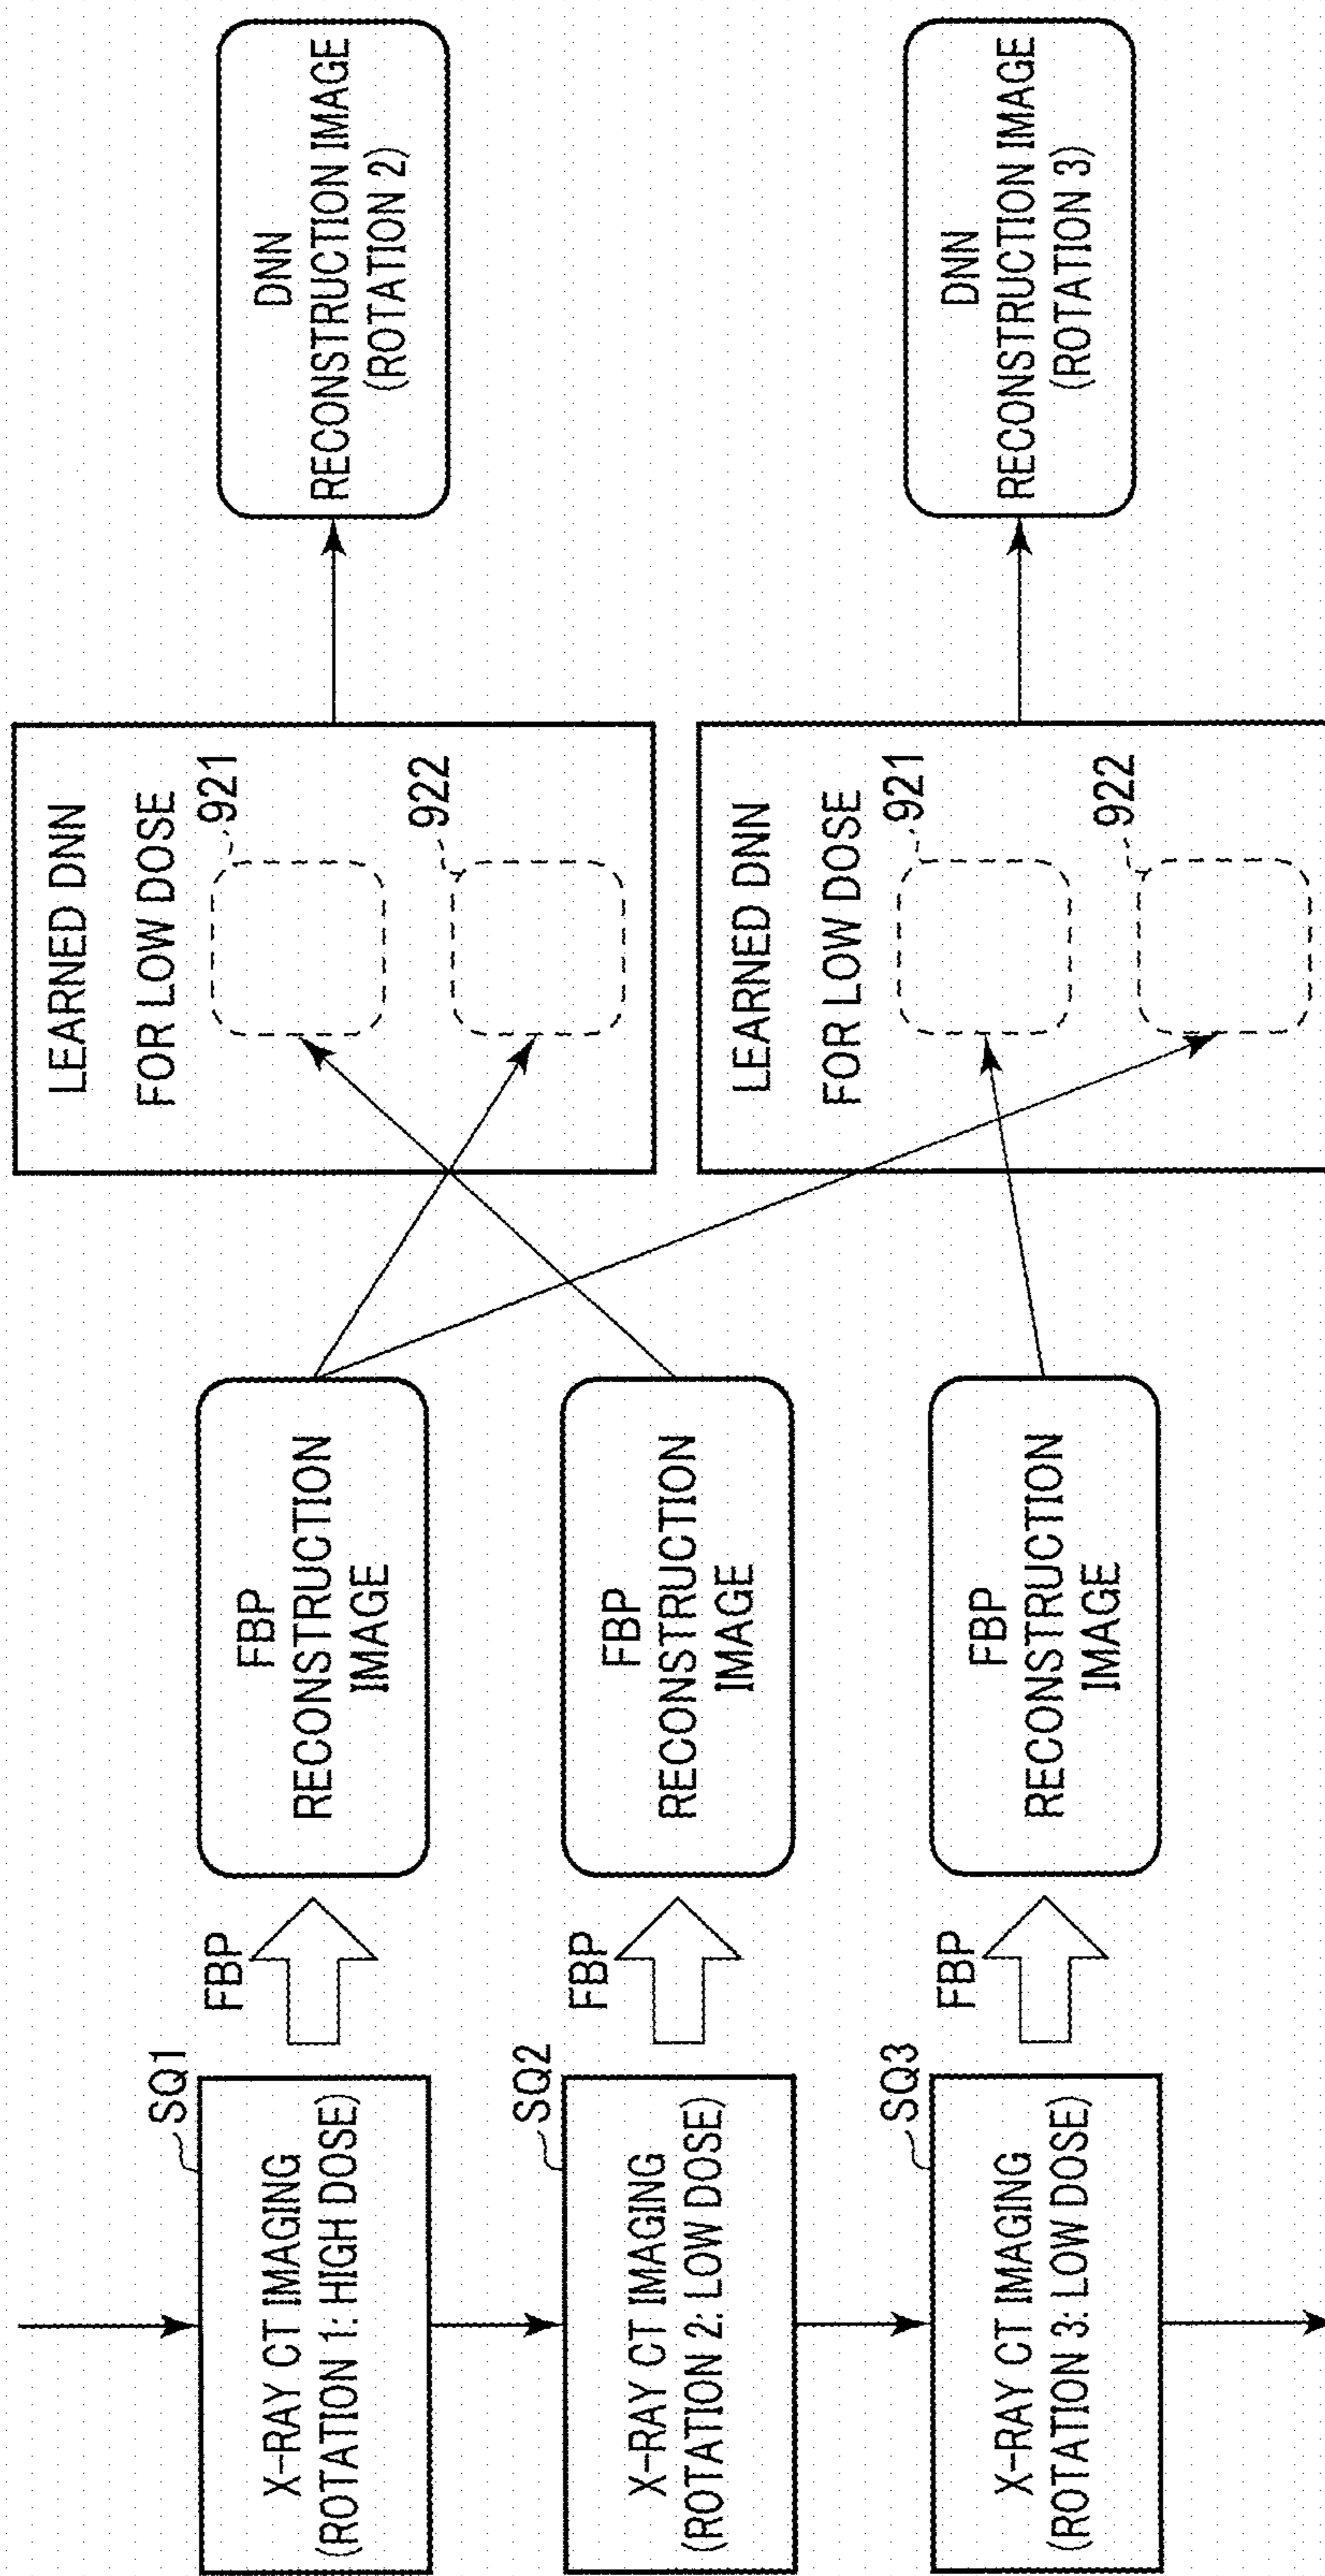 SQ1
X-RAY CT IMAGING
(ROTATION 1: HIGH DOSE)
FBP
FBP
RECONSTRUCTION
IMAGE
SQ2
X-RAY CT IMAGING
(ROTATION 2: LOW DOSE)
FBP
FBP
RECONSTRUCTION
IMAGE
SQ3
X-RAY CT IMAGING
(ROTATION 3: LOW DOSE)
FBP
FBP
RECONSTRUCTION
IMAGE
LEARNED DNN
FOR LOW DOSE
921
922
DNN
RECONSTRUCTION IMAGE
(ROTATION 2)
LEARNED DNN
FOR LOW DOSE
921
922
DNN
RECONSTRUCTION IMAGE
(ROTATION 3)